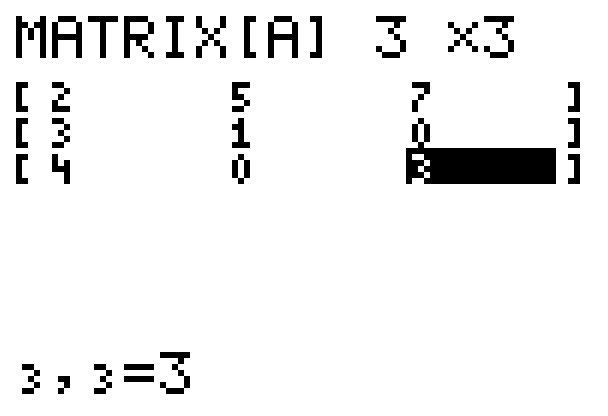 MATRIX[A] 3 ×3
[ 2 5 7 ]
[ 3 1 0 ]
[ 4 0 3 ]
3,3=3